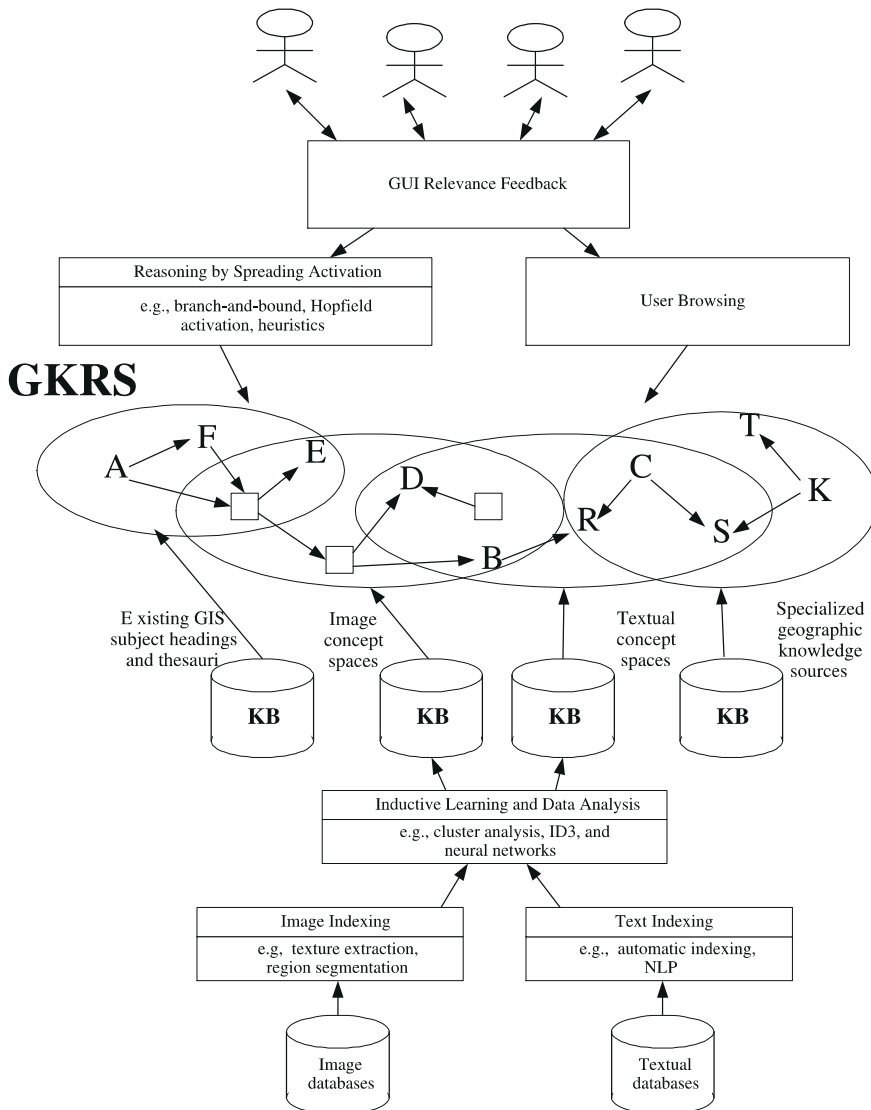 GUI Relevance Feedback
Reasoning by Spreading Activation
e.g., branch-and-bound, Hopfield
activation, heuristics
User Browsing
GKRS
A
F
E
D
B
R
C
S
T
K
E xisting GIS
subject headings
and thesauri
Image
concept
spaces
Textual
concept
spaces
Specialized
geographic
knowledge
sources
KB
KB
KB
KB
Inductive Learning and Data Analysis
e.g., cluster analysis, ID3, and
neural networks
Image Indexing
e.g, texture extraction,
region segmentation
Text Indexing
e.g., automatic indexing,
NLP
Image
databases
Textual
databases